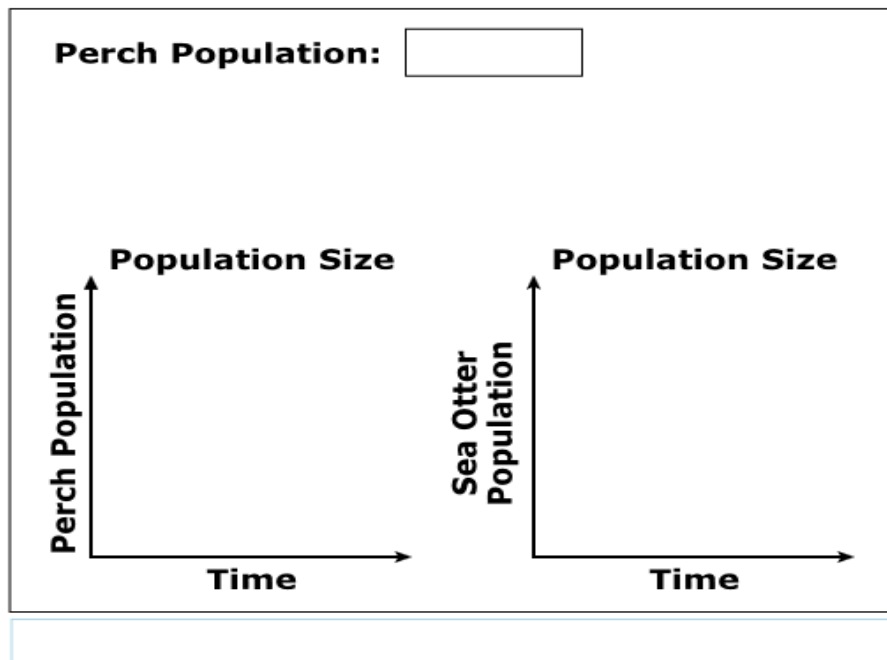 Perch Population:
Population Size
Perch Population
Time
Population Size
Sea Otter
Population
Time